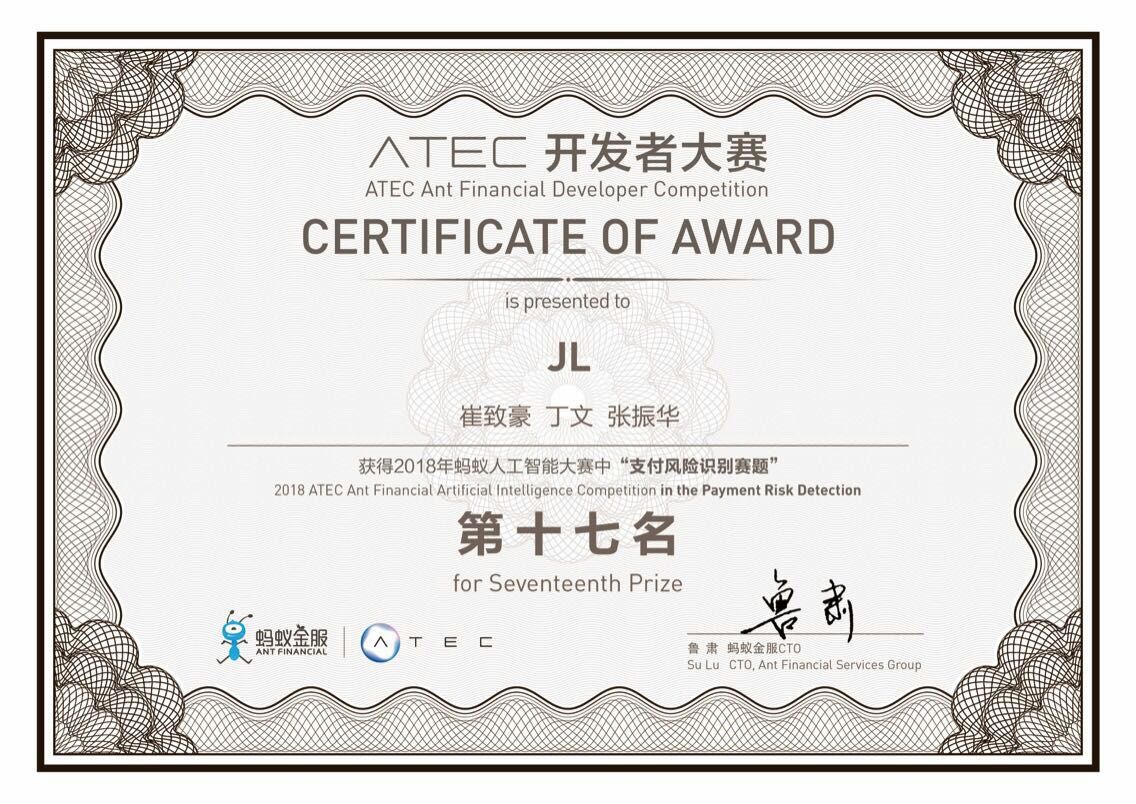 ATEC 开发者大赛
ATEC Ant Financial Developer Competition
CERTIFICATE OF AWARD
is presented to
JL
崔致豪 丁文 张振华
获得2018年蚂蚁人工智能大赛中“支付风险识别赛题”
2018 ATEC Ant Financial Artificial Intelligence Competition in the Payment Risk Detection
第十七名
for Seventeenth Prize
鲁肃
蚂蚁金服
ANT FINANCIAL
ATEC
鲁 肃 蚂蚁金服CTO
Su Lu CTO, Ant Financial Services Group